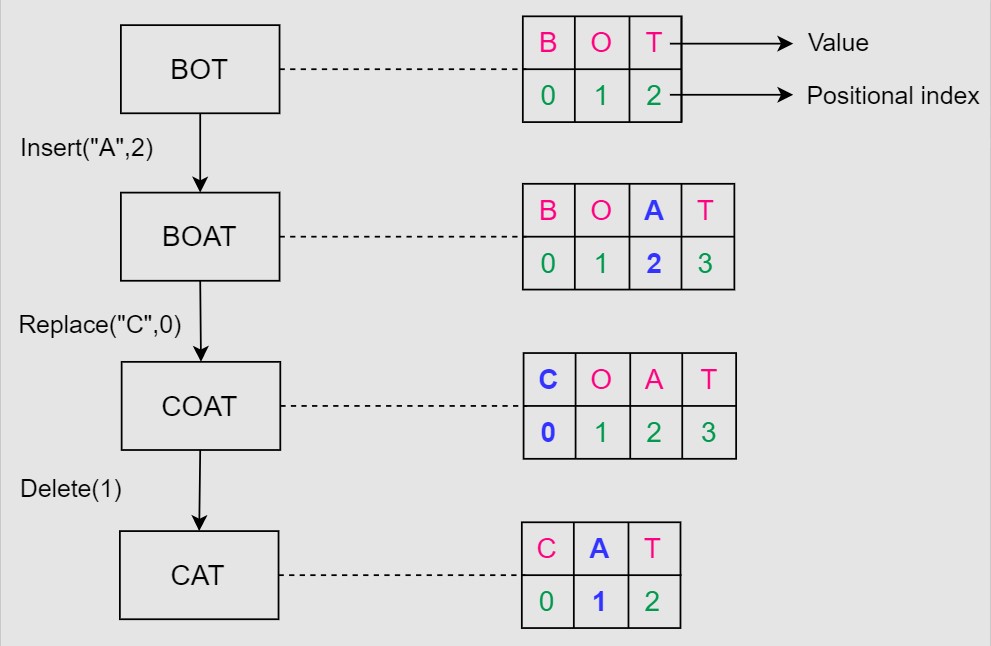 BOT
B O T
Value
0 1 2
Positional index
Insert("A",2)
BOAT
B O A T
0 1 2 3
Replace("C",0)
COAT
C O A T
0 1 2 3
Delete(1)
CAT
C A T
0 1 2